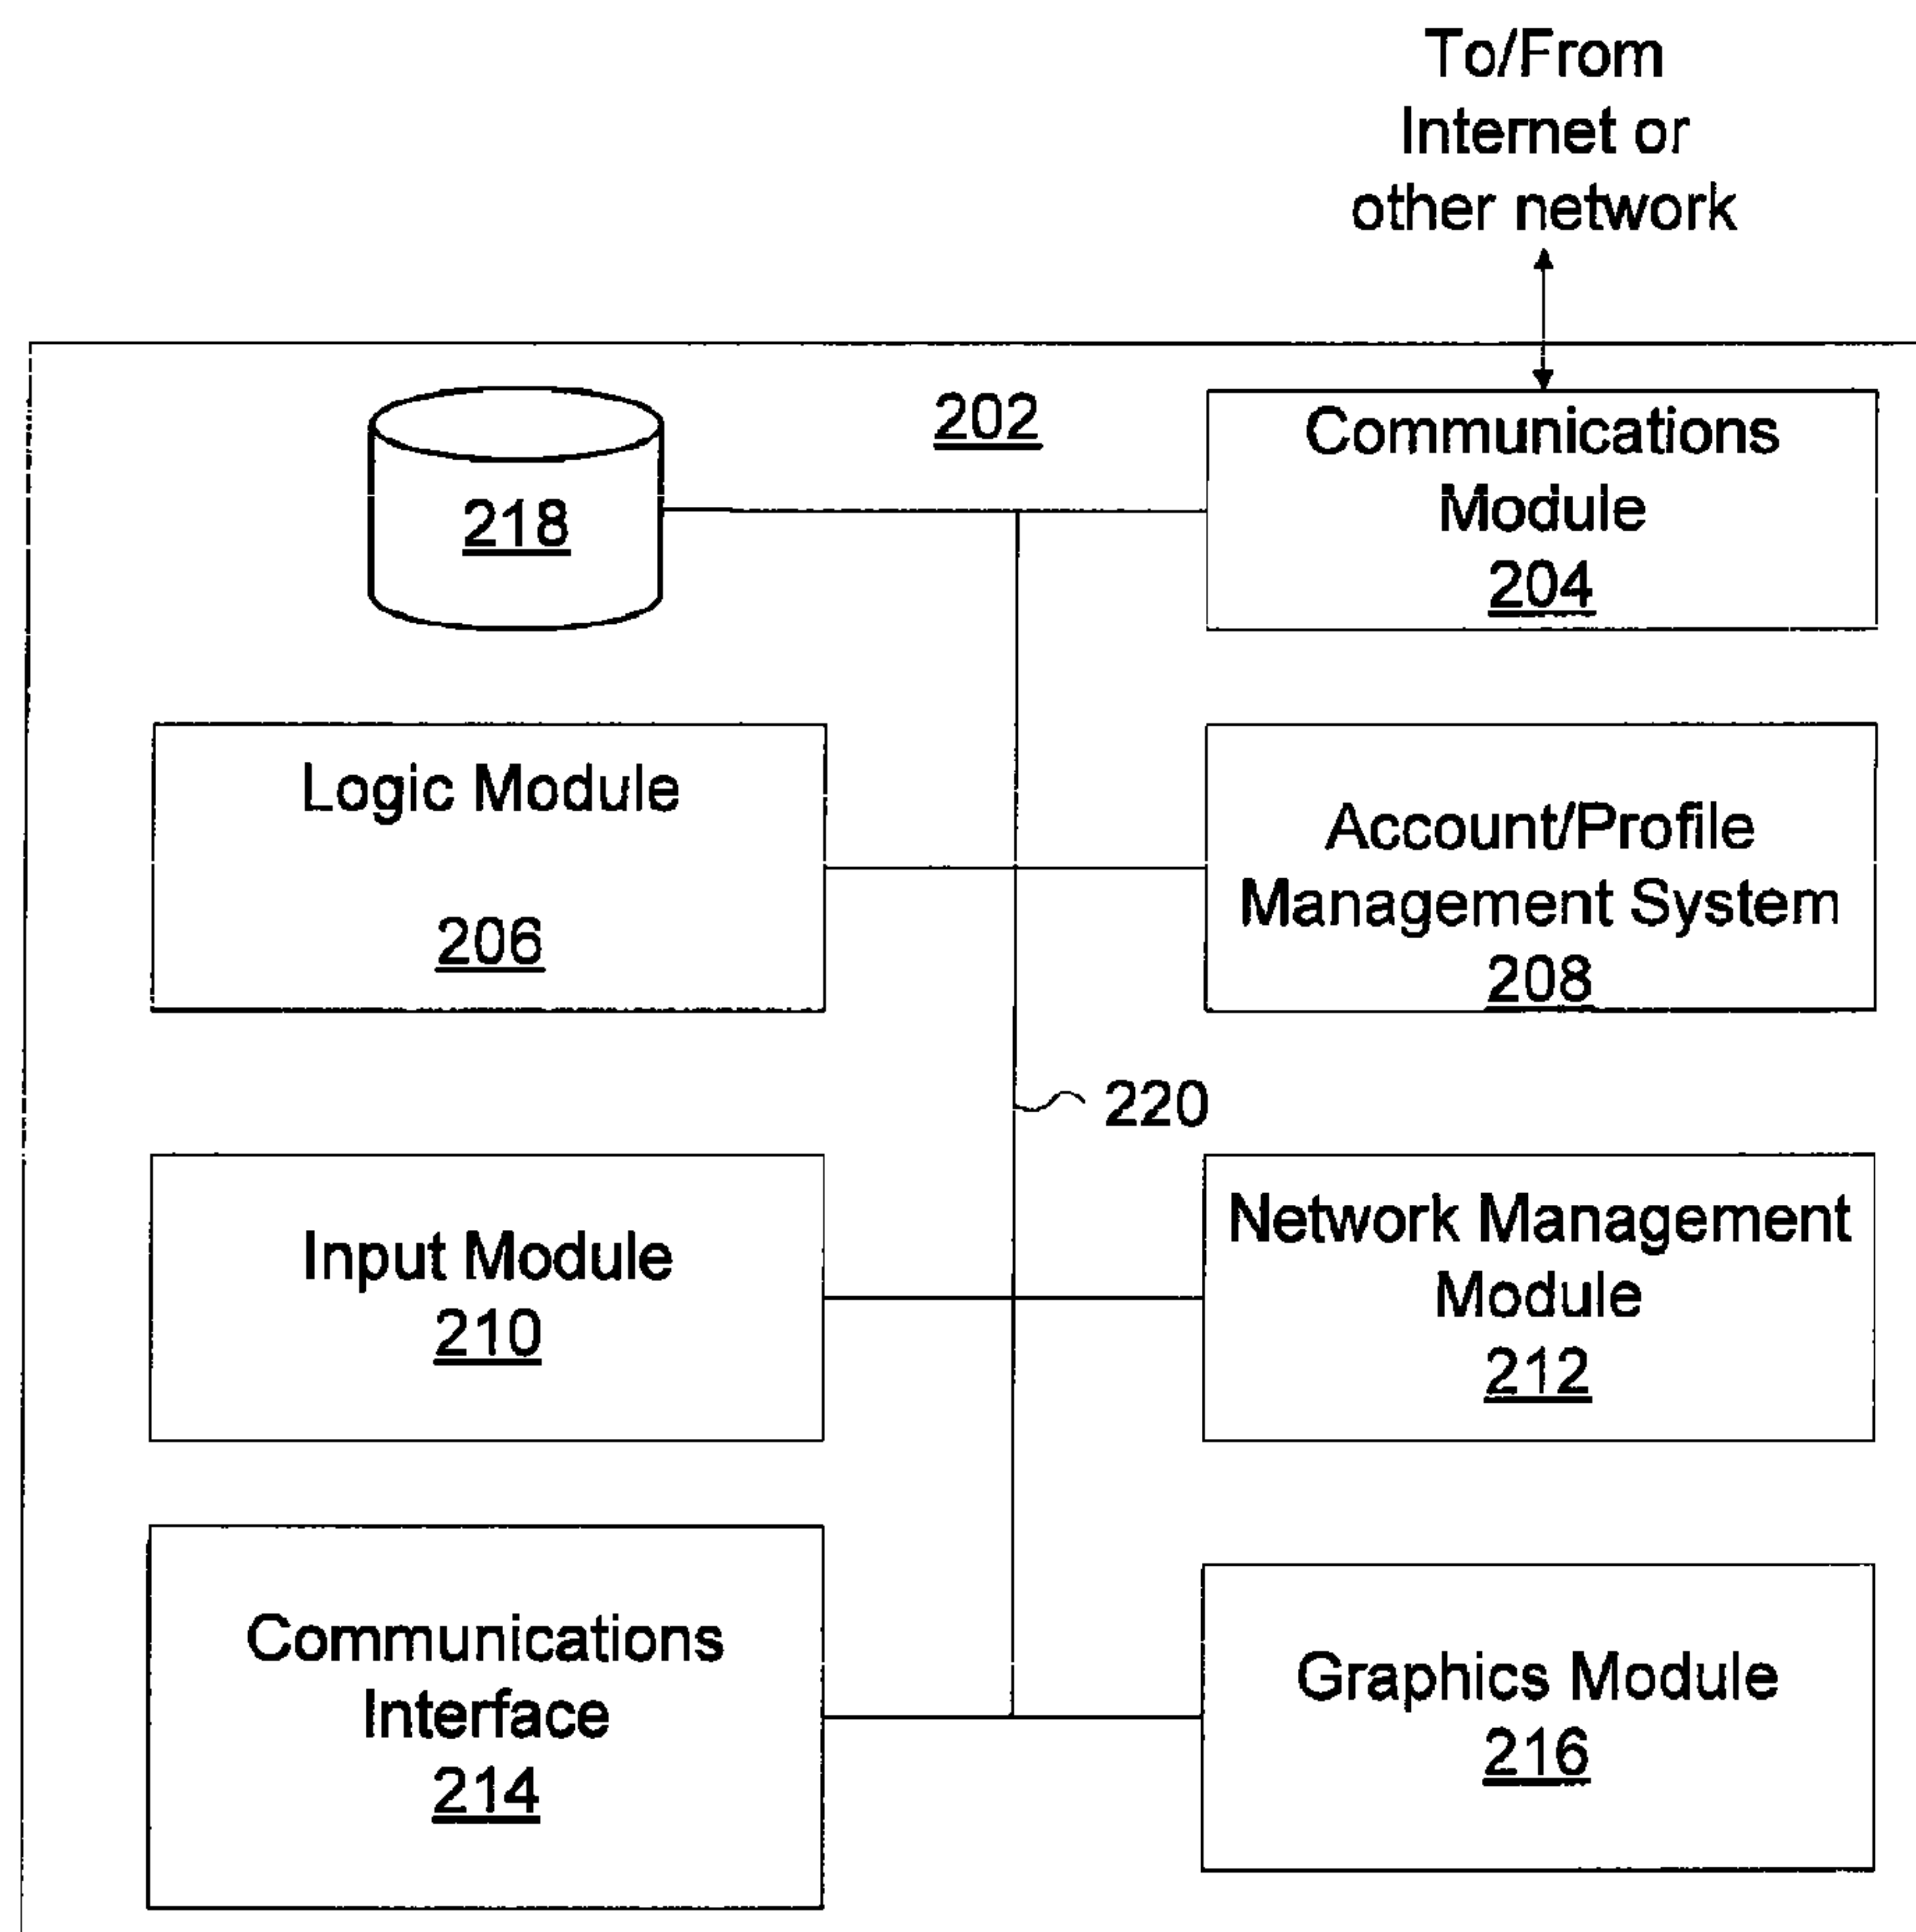 To/From
Internet or
other network
202
218
Communications
Module
204
Logic Module
206
Account/Profile
Management System
208
220
Input Module
210
Network Management
Module
212
Communications
Interface
214
Graphics Module
216